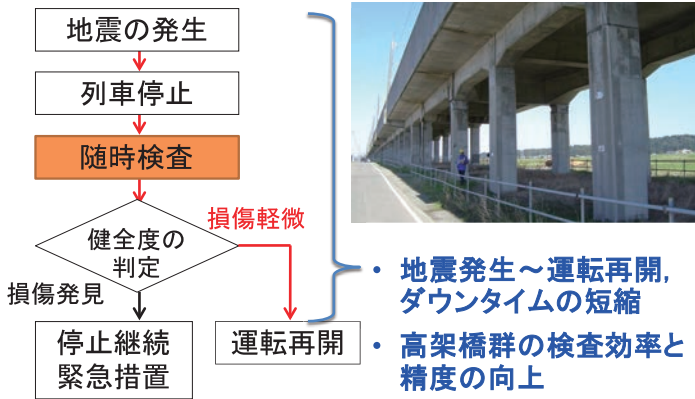 地震の発生
列車停止
随時検査
健全度の
判定
損傷軽微
損傷発見
停止継続
緊急措置
運転再開
• 地震発生～運転再開,
ダウンタイムの短縮
• 高架橋群の検査効率と
精度の向上